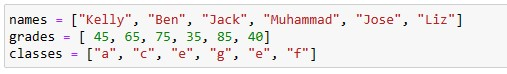 names = ["Kelly", "Ben", "Jack", "Muhammad", "Jose", "Liz"]
grades = [ 45, 65, 75, 35, 85, 40]
classes = ["a", "c", "e", "g", "e", "f"]